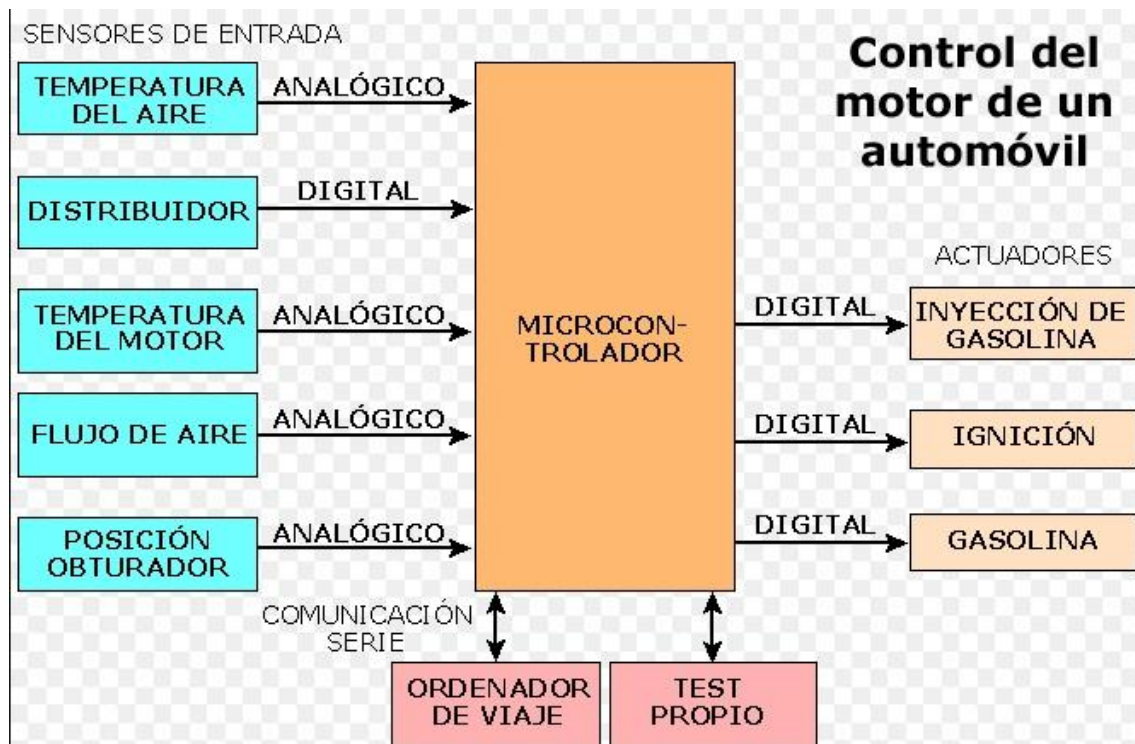 SENSORES DE ENTRADA
Control del
motor de un
automóvil
TEMPERATURA
DEL AIRE
ANALÓGICO
DISTRIBUIDOR
DIGITAL
TEMPERATURA
DEL MOTOR
ANALÓGICO
FLUJO DE AIRE
ANALÓGICO
POSICIÓN
OBTURADOR
ANALÓGICO
MICROCON-
TROLADOR
ACTUADORES
DIGITAL
INYECCIÓN DE
GASOLINA
DIGITAL
IGNICIÓN
DIGITAL
GASOLINA
COMUNICACIÓN
SERIE
ORDENADOR
DE VIAJE
TEST
PROPIO